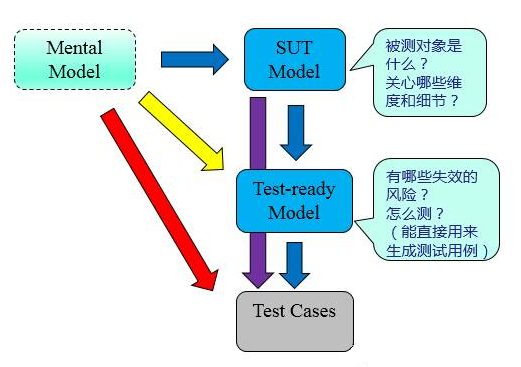 Mental
Model
SUT
Model
被测对象是
什么？
关心哪些维
度和细节？
Test-ready
Model
有哪些失效的
风险？
怎么测？
（能直接用来
生成测试用例）
Test Cases